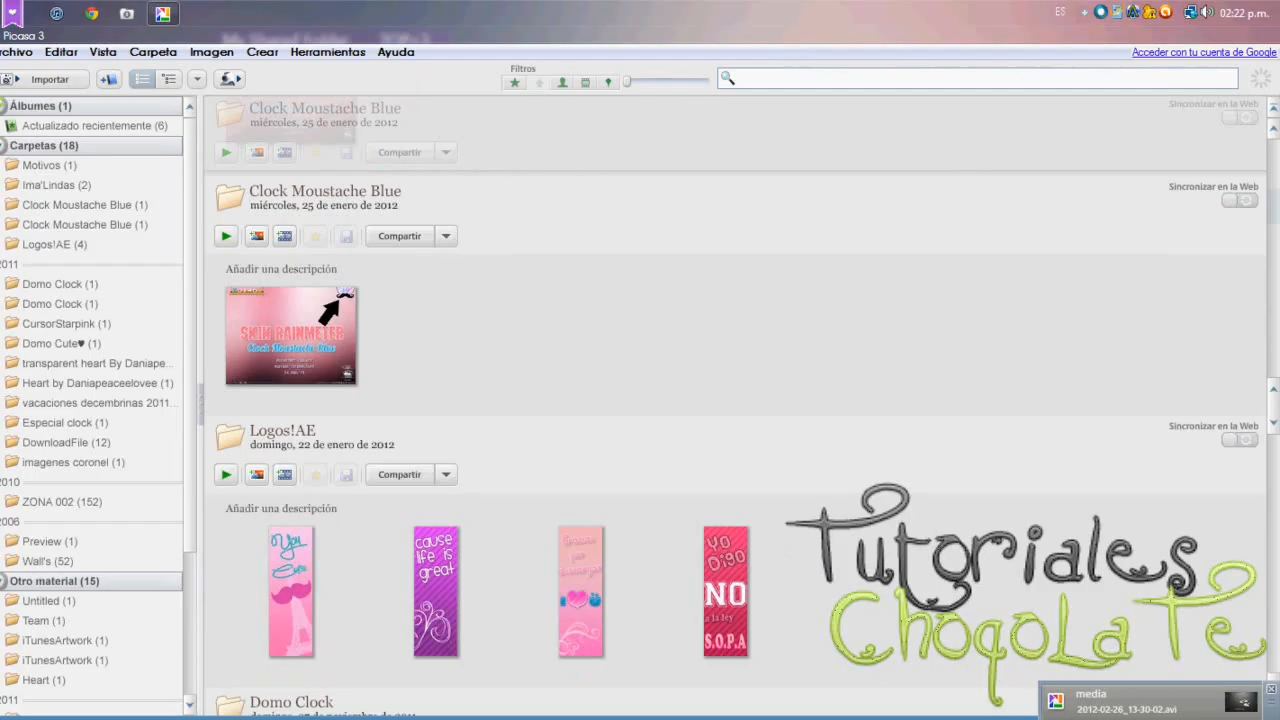 ES
02:22 p.m.
Picasa 3
rchivo Editar Vista Carpeta Imagen Crear Herramientas Ayuda
Acceder con tu cuenta de Google
Importar
Filtros
Álbumes (1)
Actualizado recientemente (6)
Carpetas (18)
Motivos (1)
Ima'Lindas (2)
Clock Moustache Blue (1)
Clock Moustache Blue (1)
Logos!AE (4)
2011
Domo Clock (1)
Domo Clock (1)
CursorStarpink (1)
Domo Cute♥ (1)
transparent heart By Daniape...
Heart by Daniapeaceelovee (1)
vacaciones decembrinas 2011...
Especial clock (1)
DownloadFile (12)
imagenes coronel (1)
2010
ZONA 002 (152)
2006
Preview (1)
Wall's (52)
Otro material (15)
Untitled (1)
Team (1)
iTunesArtwork (1)
iTunesArtwork (1)
Heart (1)
2011
Clock Moustache Blue
miércoles, 25 de enero de 2012
Sincronizar en la Web
Compartir
Clock Moustache Blue
miércoles, 25 de enero de 2012
Sincronizar en la Web
Compartir
Añadir una descripción
SKIN RAINMETER
Clock Moustache Blue
Logos!AE
domingo, 22 de enero de 2012
Sincronizar en la Web
Compartir
Añadir una descripción
You
cause
life is
great
Yo
Digo
NO
a la ley
S.O.P.A
Tutoriales
ChoqoLaTe
Domo Clock
media
2012-02-26_13-30-02.avi